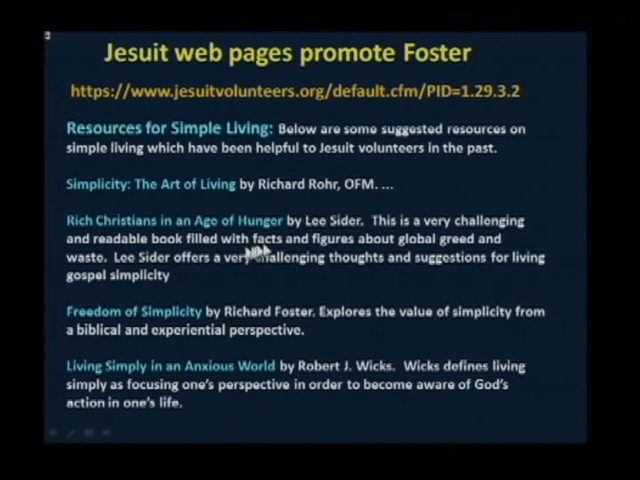 Jesuit web pages promote Foster
https://www.jesuitvolunteers.org/default.cfm/PID=1.29.3.2
Resources for Simple Living: Below are some suggested resources on
simple living which have been helpful to Jesuit volunteers in the past.
Simplicity: The Art of Living by Richard Rohr, OFM. ...
Rich Christians in an Age of Hunger by Lee Sider. This is a very challenging
and readable book filled with facts and figures about global greed and
waste. Lee Sider offers a very challenging thoughts and suggestions for living
gospel simplicity
Freedom of Simplicity by Richard Foster. Explores the value of simplicity from
a biblical and experiential perspective.
Living Simply in an Anxious World by Robert J. Wicks. Wicks defines living
simply as focusing one's perspective in order to become aware of God's
action in one's life.